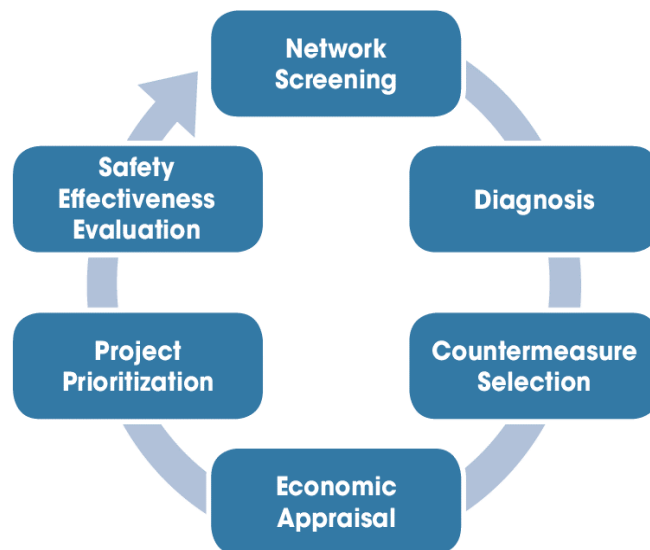 Network
Screening
Diagnosis
Countermeasure
Selection
Economic
Appraisal
Project
Prioritization
Safety
Effectiveness
Evaluation